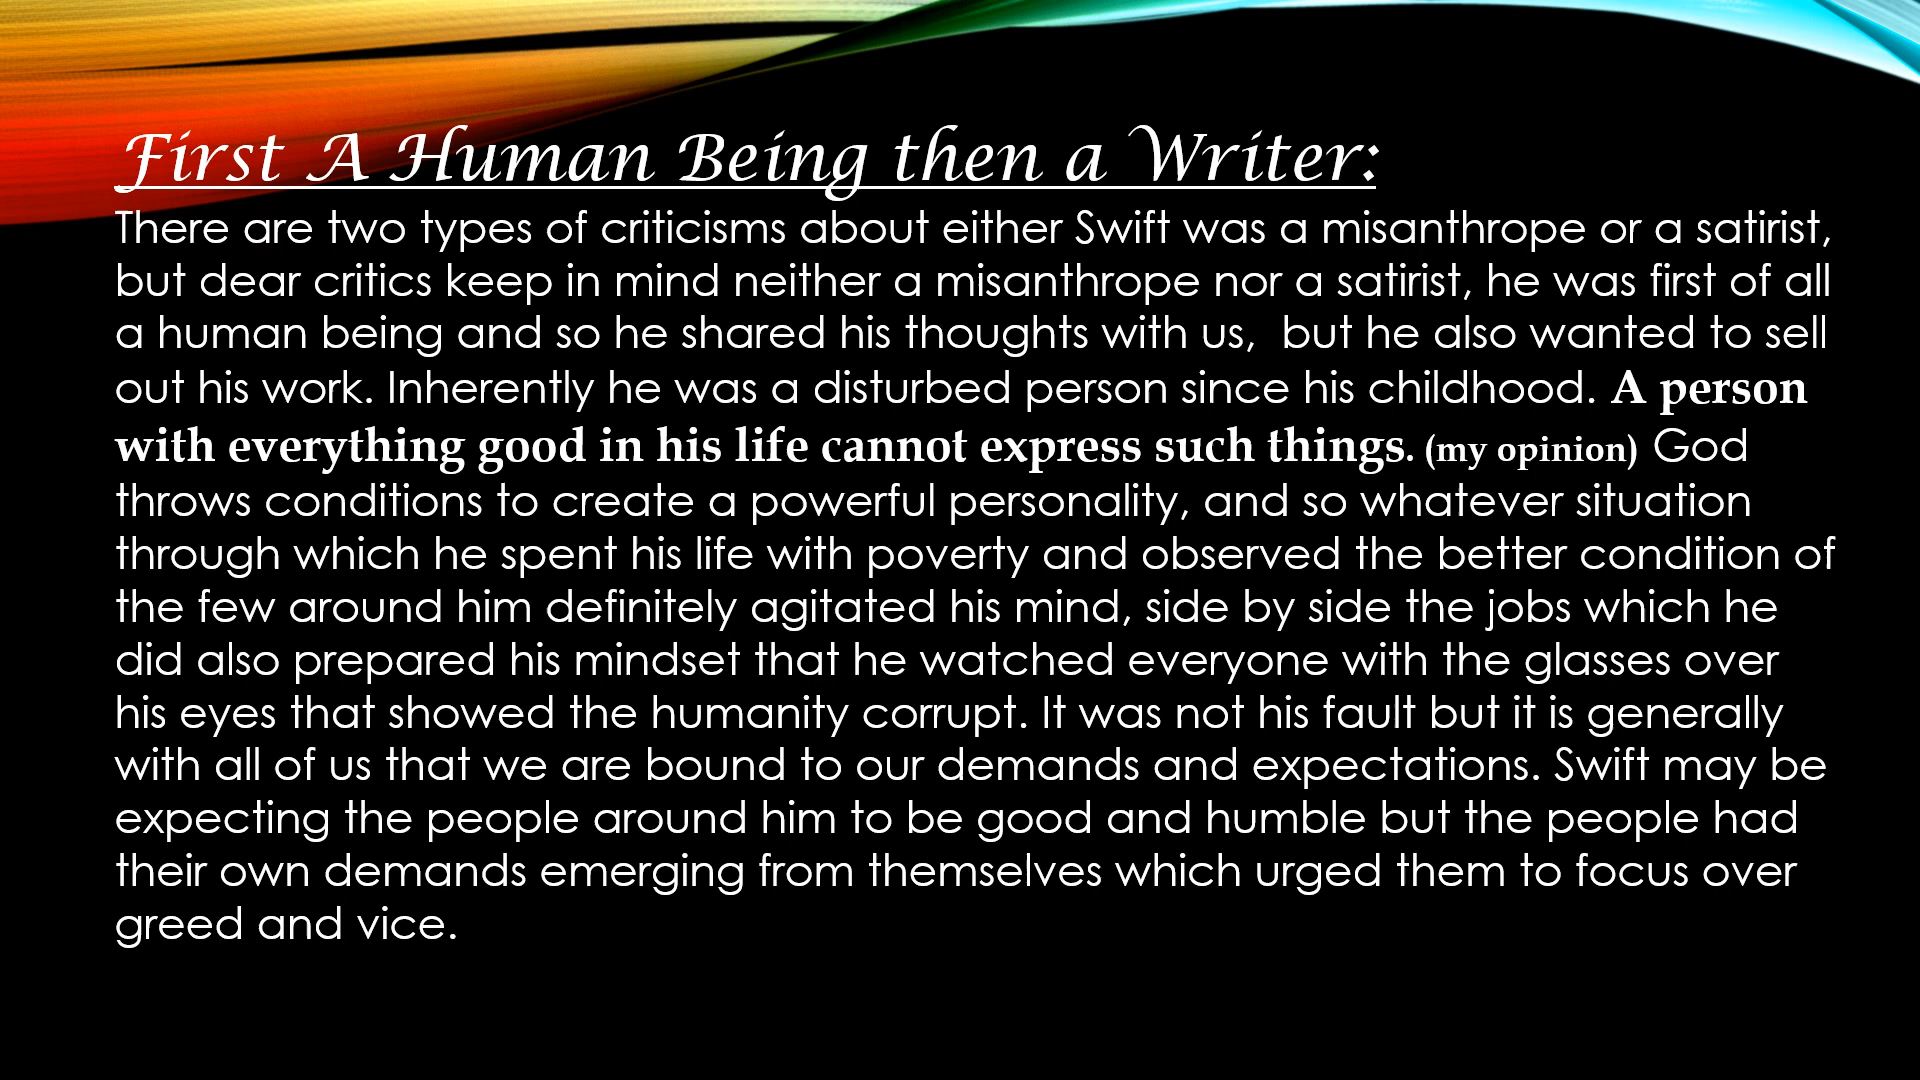 First A Human Being then a Writer:
There are two types of criticisms about either Swift was a misanthrope or a satirist,
but dear critics keep in mind neither a misanthrope nor a satirist, he was first of all
a human being and so he shared his thoughts with us,  but he also wanted to sell
out his work. Inherently he was a disturbed person since his childhood. A person
with everything good in his life cannot express such things. (my opinion) God
throws conditions to create a powerful personality, and so whatever situation
through which he spent his life with poverty and observed the better condition of
the few around him definitely agitated his mind, side by side the jobs which he
did also prepared his mindset that he watched everyone with the glasses over
his eyes that showed the humanity corrupt. It was not his fault but it is generally
with all of us that we are bound to our demands and expectations. Swift may be
expecting the people around him to be good and humble but the people had
their own demands emerging from themselves which urged them to focus over
greed and vice.